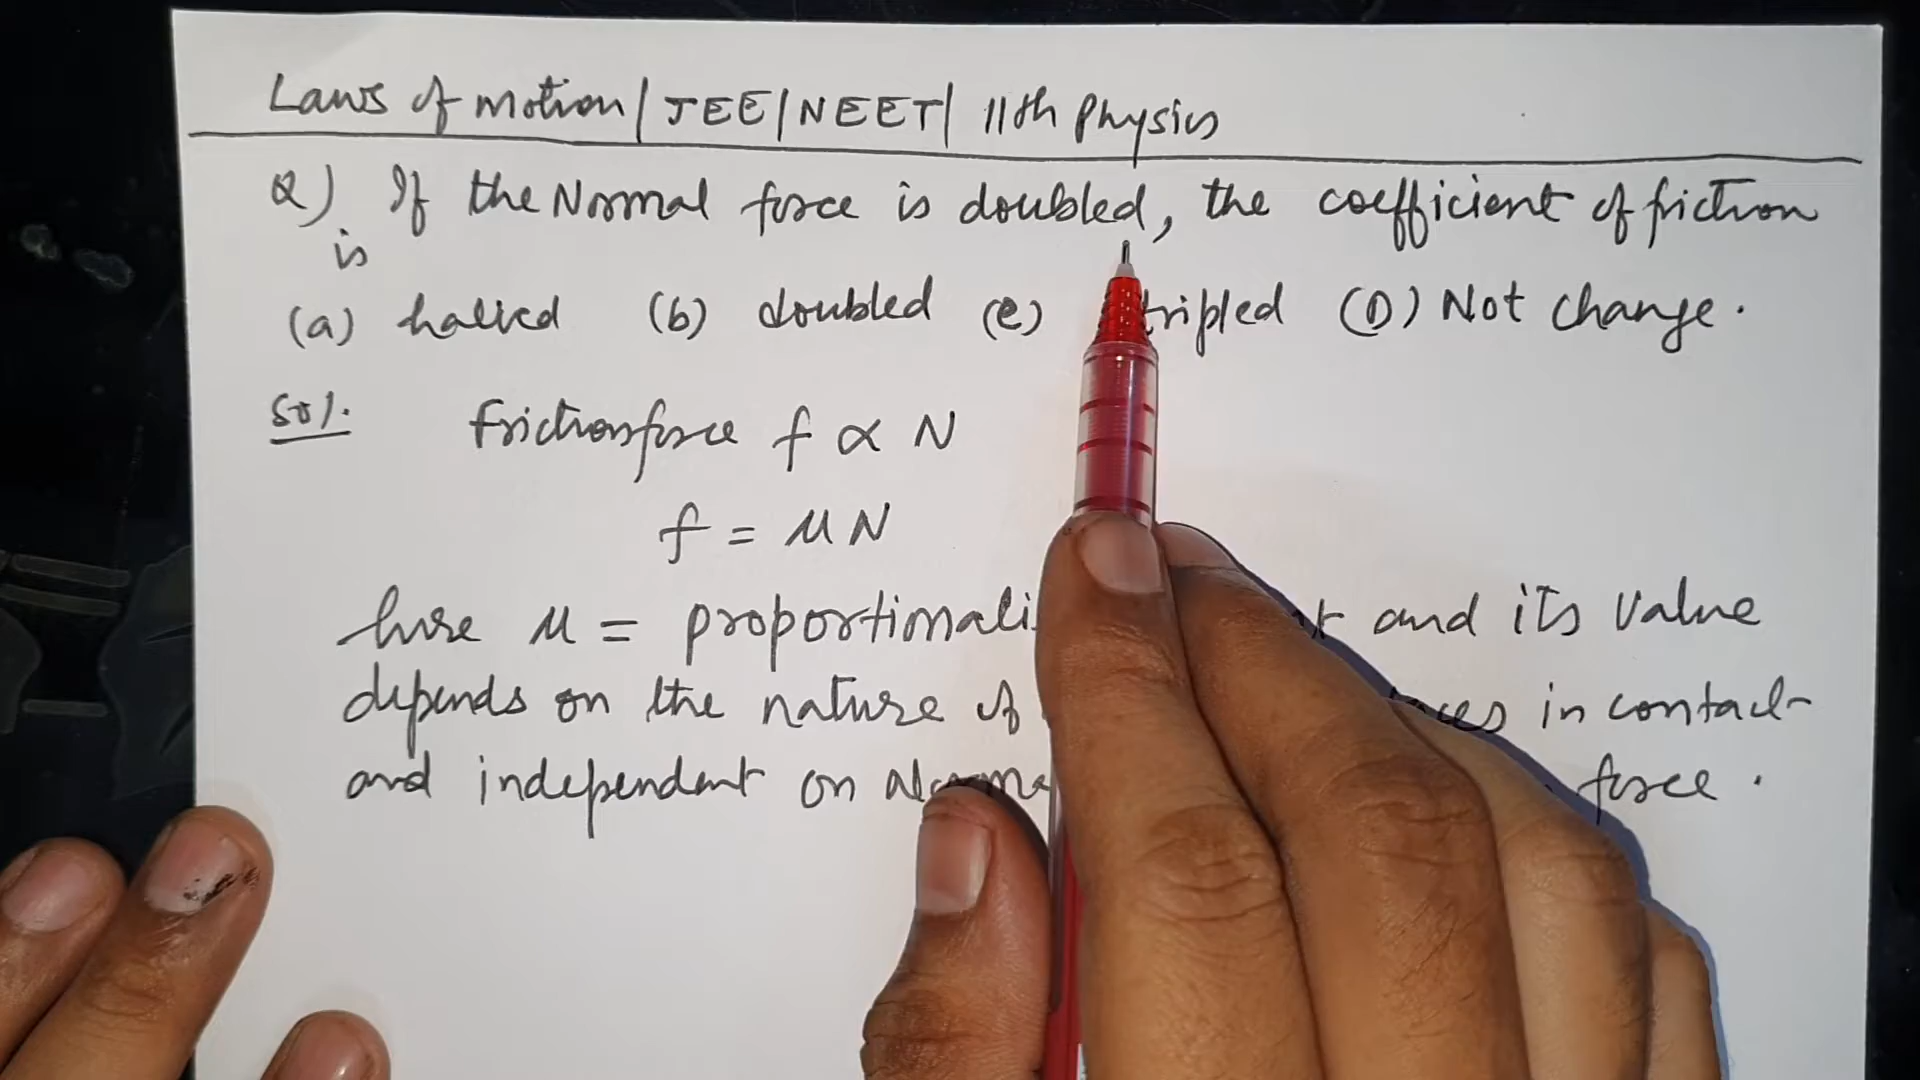 Laws of motion | JEE | NEET | 11th Physics
Q) If the Normal force is doubled, the coefficient of friction
is
(a) halved (b) doubled (c) tripled (D) Not change.
Sol.
Friction force f ∝ N
f = μN
here μ = and its value
depends on the nature of in contact
and independent on force.